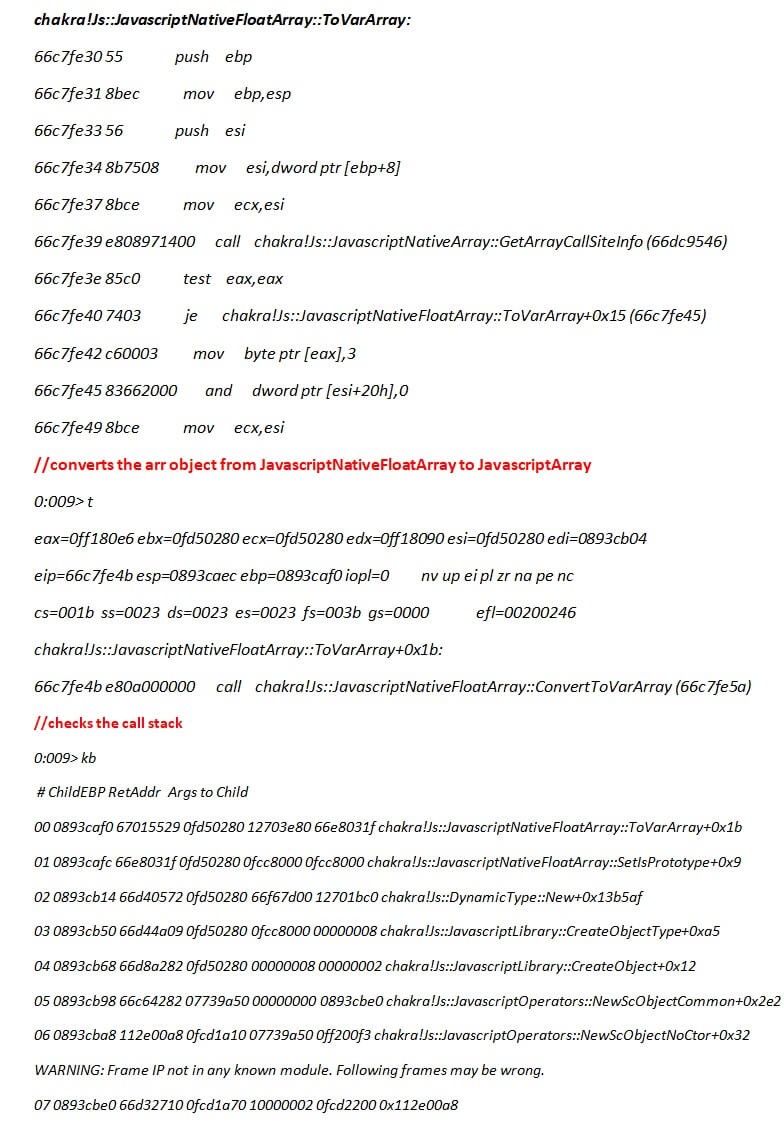 chakra!Js::JavascriptNativeFloatArray::ToVarArray:
66c7fe30 55 push ebp
66c7fe31 8bec mov ebp,esp
66c7fe33 56 push esi
66c7fe34 8b7508 mov esi,dword ptr [ebp+8]
66c7fe37 8bce mov ecx,esi
66c7fe39 e808971400 call chakra!Js::JavascriptNativeArray::GetArrayCallSiteInfo (66dc9546)
66c7fe3e 85c0 test eax,eax
66c7fe40 7403 je chakra!Js::JavascriptNativeFloatArray::ToVarArray+0x15 (66c7fe45)
66c7fe42 c60003 mov byte ptr [eax],3
66c7fe45 83662000 and dword ptr [esi+20h],0
66c7fe49 8bce mov ecx,esi
//converts the arr object from JavascriptNativeFloatArray to JavascriptArray
0:009> t
eax=0ff180e6 ebx=0fd50280 ecx=0fd50280 edx=0ff18090 esi=0fd50280 edi=0893cb04
eip=66c7fe4b esp=0893caec ebp=0893caf0 iopl=0 nv up ei pl zr na pe nc
cs=001b ss=0023 ds=0023 es=0023 fs=003b gs=0000 efl=00200246
chakra!Js::JavascriptNativeFloatArray::ToVarArray+0x1b:
66c7fe4b e80a000000 call chakra!Js::JavascriptNativeFloatArray::ConvertToVarArray (66c7fe5a)
//checks the call stack
0:009> kb
# ChildEBP RetAddr Args to Child
00 0893caf0 67015529 0fd50280 12703e80 66e8031f chakra!Js::JavascriptNativeFloatArray::ToVarArray+0x1b
01 0893cafc 66e8031f 0fd50280 0fcc8000 0fcc8000 chakra!Js::JavascriptNativeFloatArray::SetIsPrototype+0x9
02 0893cb14 66d40572 0fd50280 66f67d00 12701bc0 chakra!Js::DynamicType::New+0x13b5af
03 0893cb50 66d44a09 0fd50280 0fcc8000 00000008 chakra!Js::JavascriptLibrary::CreateObjectType+0xa5
04 0893cb68 66d8a282 0fd50280 00000008 00000002 chakra!Js::JavascriptLibrary::CreateObject+0x12
05 0893cb98 66c64282 07739a50 00000000 0893cbe0 chakra!Js::JavascriptOperators::NewScObjectCommon+0x2e2
06 0893cba8 112e00a8 0fcd1a10 07739a50 0ff200f3 chakra!Js::JavascriptOperators::NewScObjectNoCtor+0x32
WARNING: Frame IP not in any known module. Following frames may be wrong.
07 0893cbe0 66d32710 0fcd1a70 10000002 0fcd2200 0x112e00a8